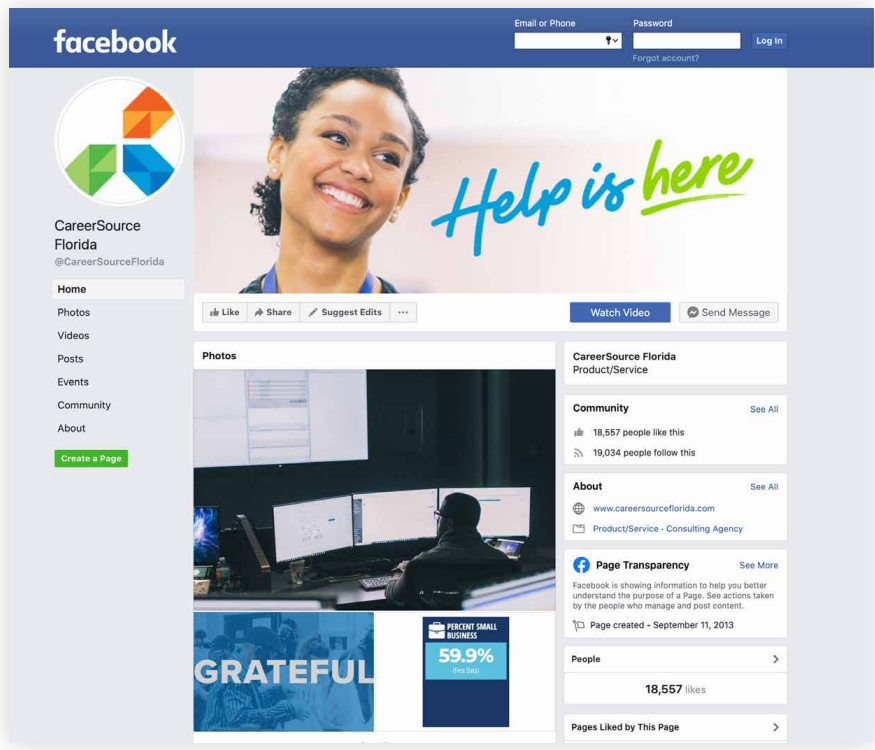 facebook
Email or Phone
Password
Log In
Forgot account?
CareerSource
Florida
@CareerSourceFlorida
Home
Photos
Videos
Posts
Events
Community
About
Create a Page
Help is here
Like
Share
Suggest Edits
Watch Video
Send Message
Photos
GRATEFUL
PERCENT SMALL
BUSINESS
59.9%
(First Data)
CareerSource Florida
Product/Service
Community
See All
18,557 people like this
19,034 people follow this
About
See All
www.careersourceflorida.com
Product/Service · Consulting Agency
Page Transparency
See More
Facebook is showing information to help you better
understand the purpose of a Page. See actions taken
by the people who manage and post content.
Page created - September 11, 2013
People
18,557 likes
Pages Liked by This Page